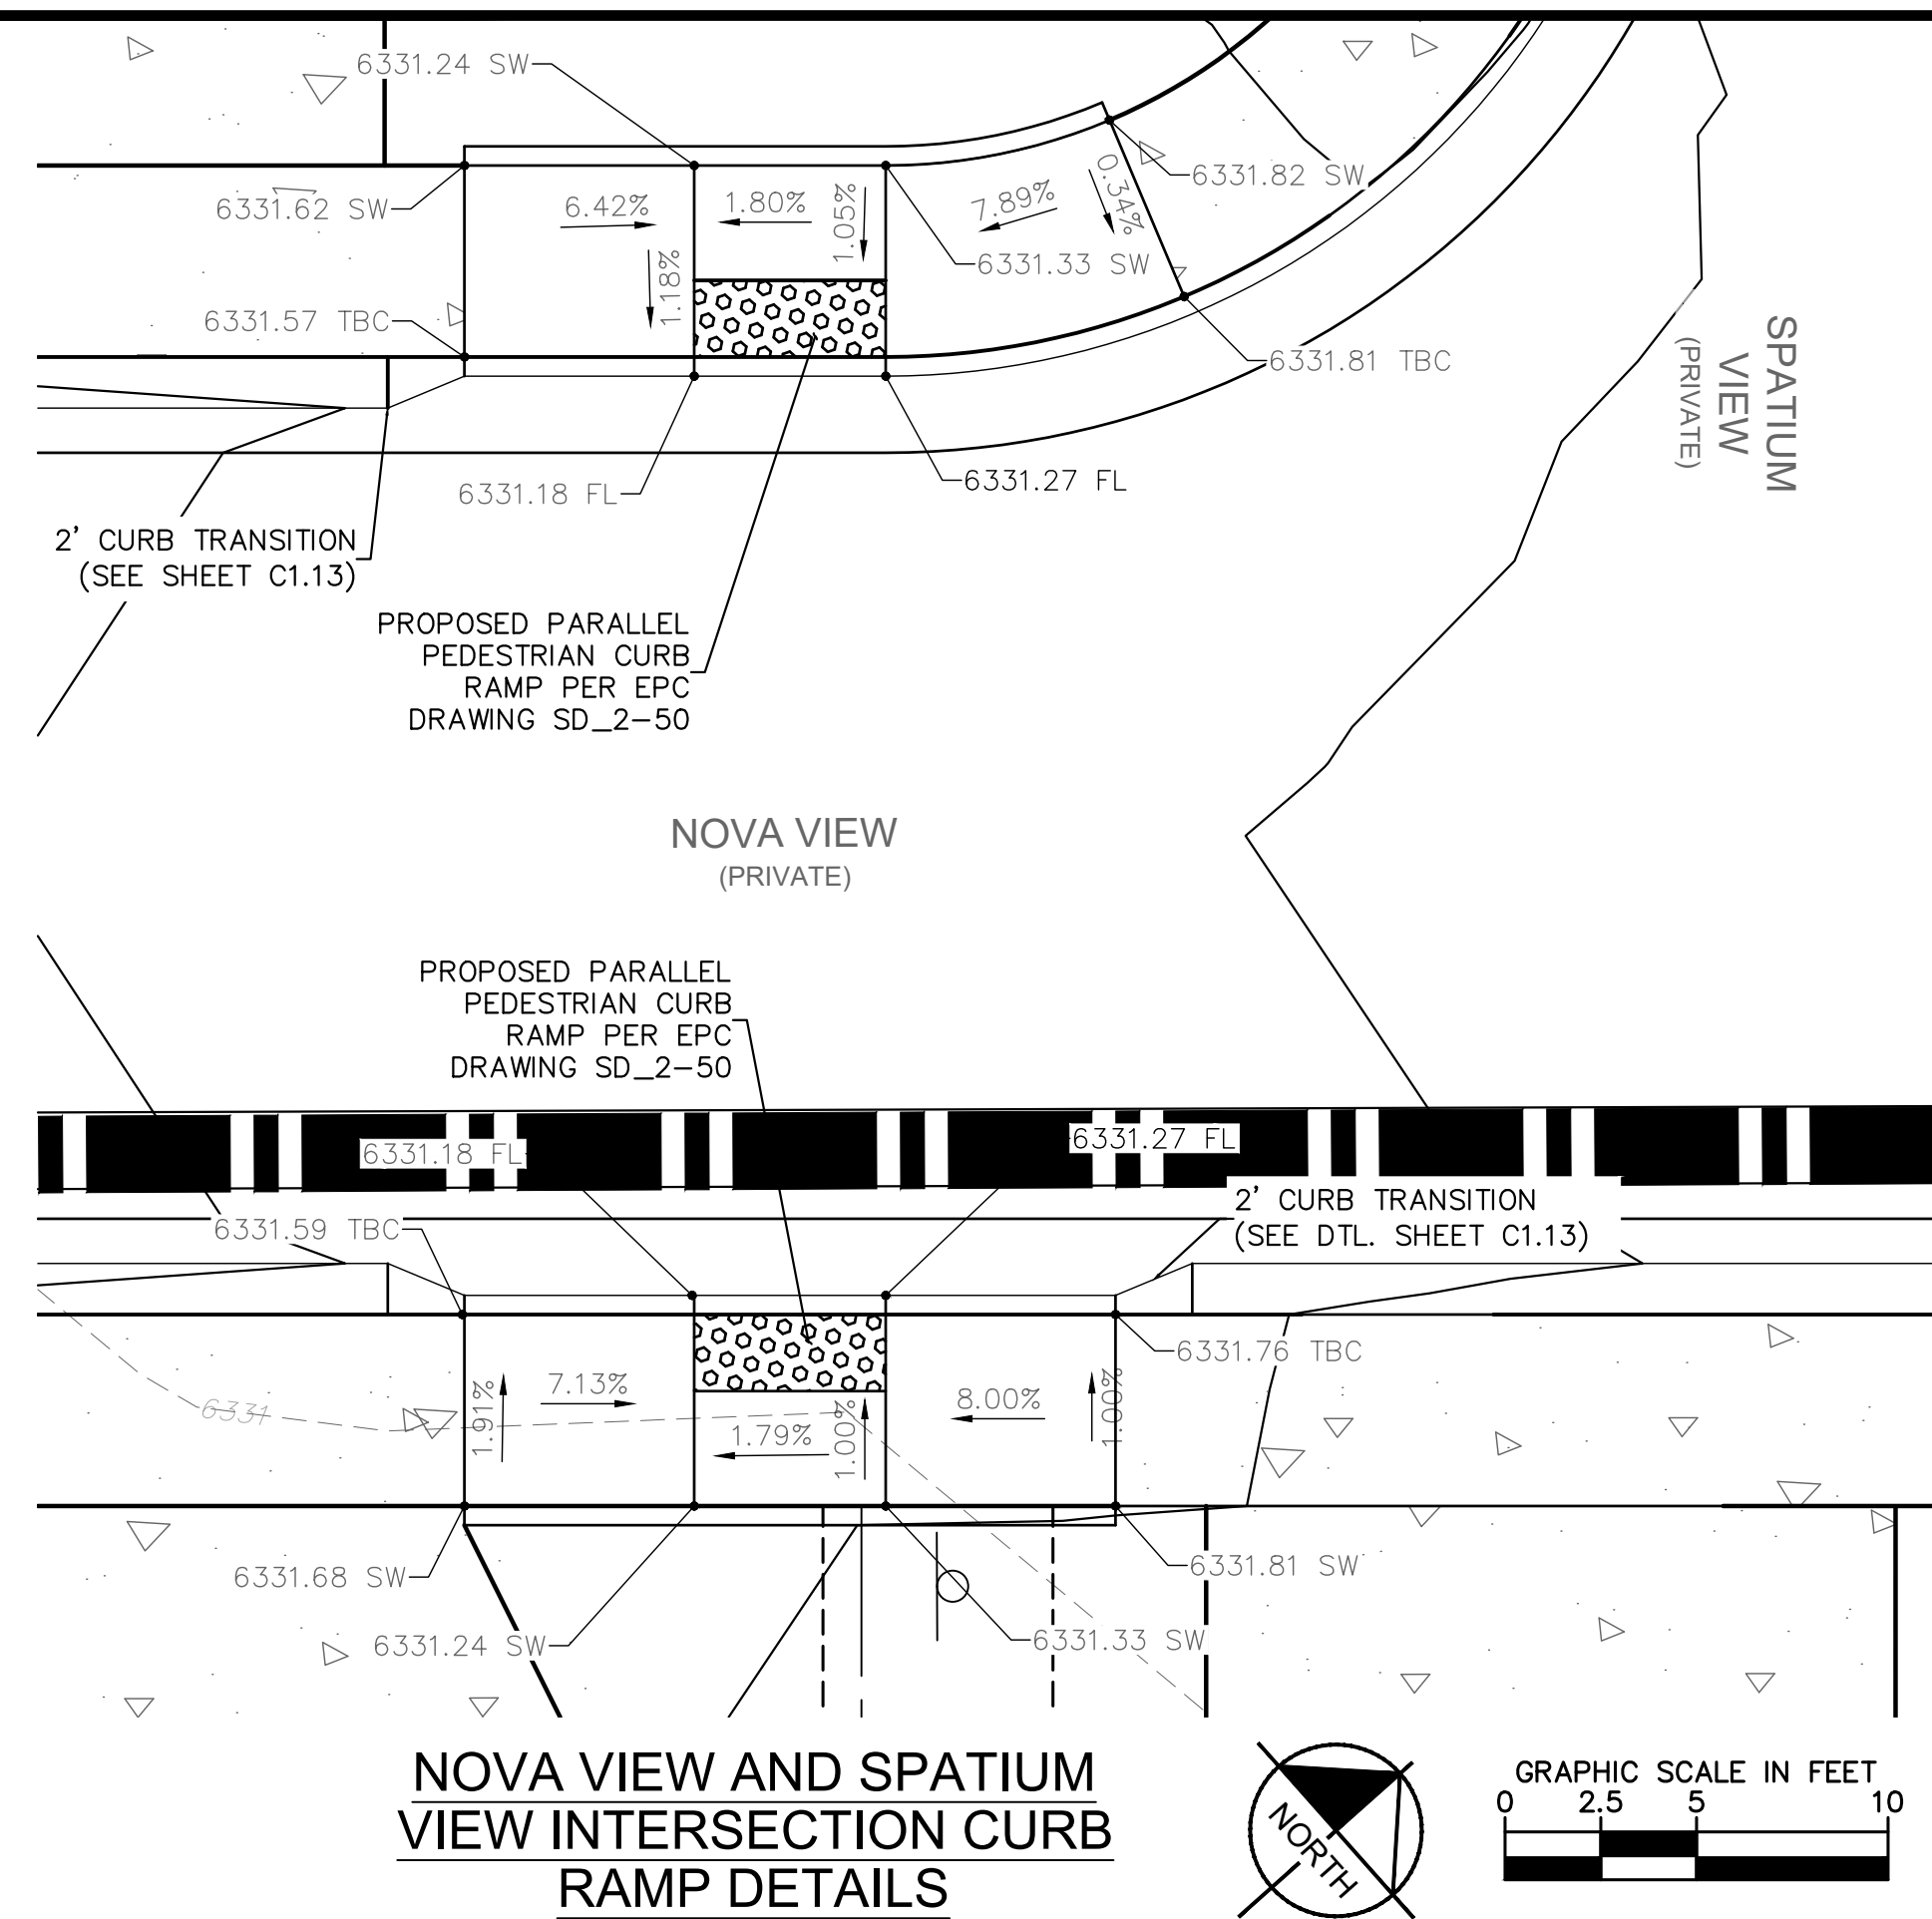 6331.24 SW
6331.62 SW
6.42%
1.80%
1.05%
7.89%
0.34%
6331.82 SW
1.18%
6331.33 SW
6331.57 TBC
6331.81 TBC
SPATIUM
VIEW
(PRIVATE)
6331.18 FL
6331.27 FL
2' CURB TRANSITION
(SEE SHEET C1.13)
PROPOSED PARALLEL
PEDESTRIAN CURB
RAMP PER EPC
DRAWING SD_2-50
NOVA VIEW
(PRIVATE)
PROPOSED PARALLEL
PEDESTRIAN CURB
RAMP PER EPC
DRAWING SD_2-50
6331.18 FL
6331.27 FL
2' CURB TRANSITION
(SEE DTL. SHEET C1.13)
6331.59 TBC
6331.76 TBC
7.13%
8.00%
1.91%
1.79%
1.00%
1.00%
6331
6331.68 SW
6331.81 SW
6331.24 SW
6331.33 SW
NOVA VIEW AND SPATIUM
VIEW INTERSECTION CURB
RAMP DETAILS
NORTH
GRAPHIC SCALE IN FEET
0 2.5 5 10